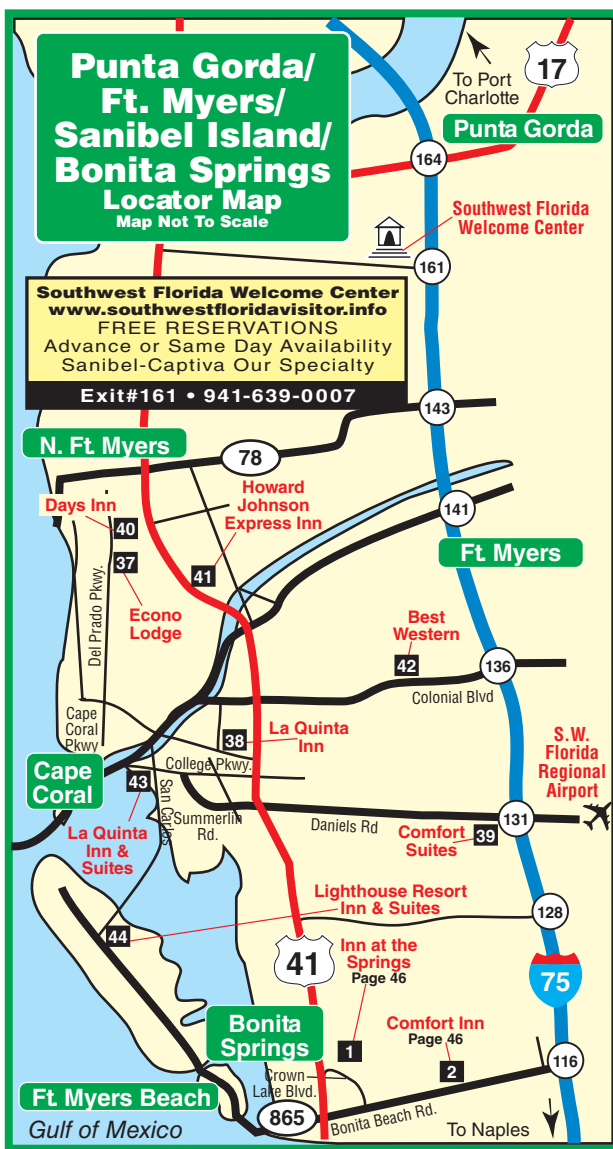 Punta Gorda/
Ft. Myers/
Sanibel Island/
Bonita Springs
Locator Map
Map Not To Scale
To Port
Charlotte
17
Punta Gorda
164
Southwest Florida
Welcome Center
161
Southwest Florida Welcome Center
www.southwestfloridavisitor.info
FREE RESERVATIONS
Advance or Same Day Availability
Sanibel-Captiva Our Specialty
Exit#161 • 941-639-0007
143
N. Ft. Myers
78
Days Inn
40
Howard
Johnson
Express Inn
141
37
41
Ft. Myers
Econo
Lodge
Del Prado Pkwy.
Best
Western
42
136
Colonial Blvd
Cape
Coral
Pkwy
38
La Quinta
Inn
S.W.
Florida
Regional
Airport
Cape
Coral
College Pkwy.
43
San Carlos
Summerlin
Rd.
Daniels Rd
131
La Quinta
Inn &
Suites
Comfort
Suites
39
Lighthouse Resort
Inn & Suites
128
44
41
Inn at the
Springs
Page 46
75
Bonita
Springs
1
Comfort Inn
Page 46
2
116
Crown
Lake Blvd.
Ft. Myers Beach
865
Bonita Beach Rd.
Gulf of Mexico
To Naples